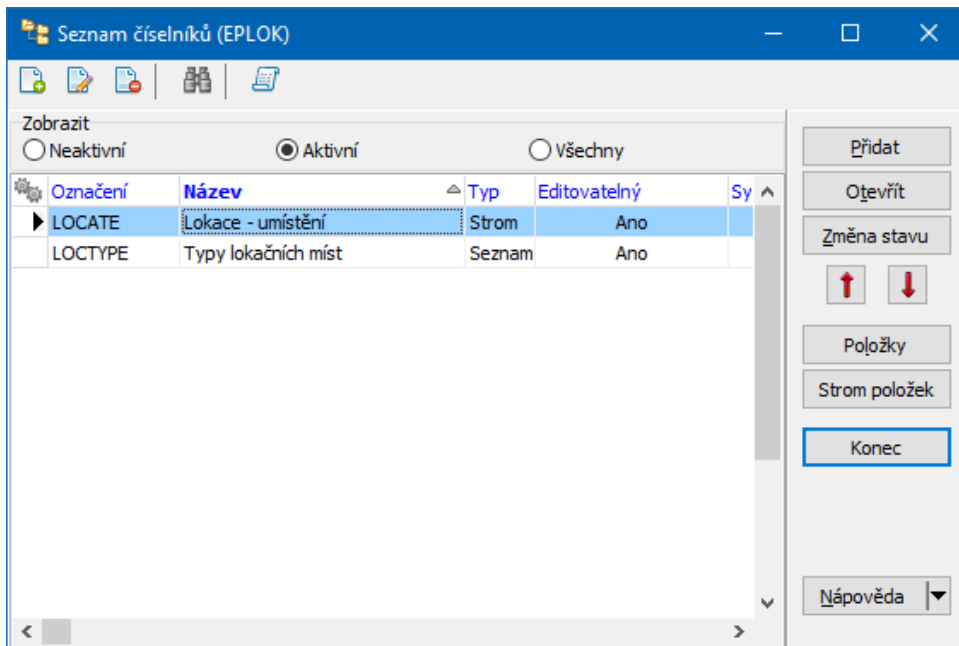 Seznam číselníků (EPLOK)
Zobrazit
Neaktivní Aktivní Všechny
Označení Název Typ Editovatelný Sy
LOCATE Lokace - umístění Strom Ano
LOCTYPE Typy lokačních míst Seznam Ano
Přidat
Otevřít
Změna stavu
Položky
Strom položek
Konec
Nápověda